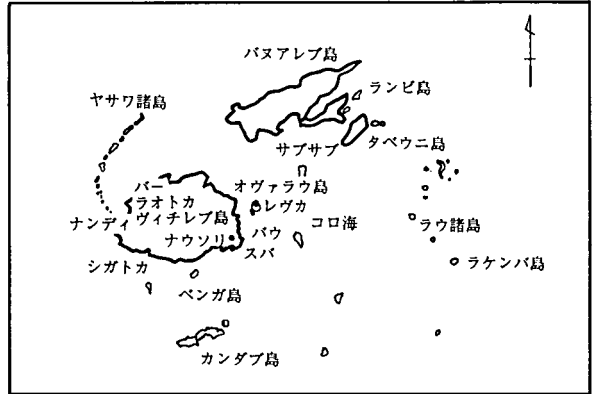 バヌアレブ島
ランビ島
ヤサワ諸島
サブサブ
タベウニ島
バー
オヴァラウ島
ラオトカ
レヴカ
ナンディ
ヴィチレブ島
コロ海
ラウ諸島
ナウソリ
バウ
スバ
シガトカ
ラケンバ島
ベンガ島
カンダブ島